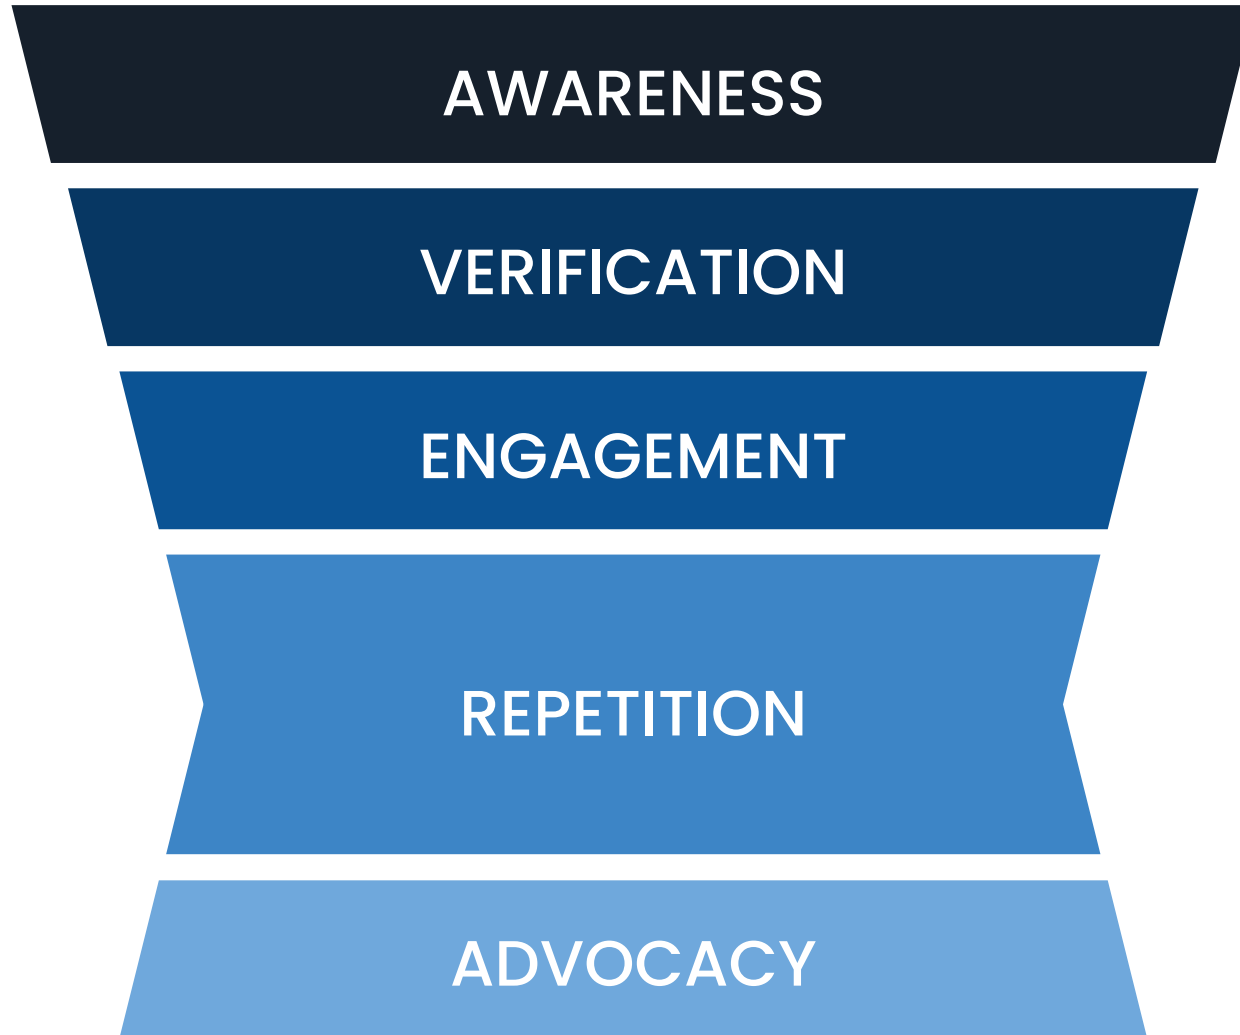 AWARENESS
VERIFICATION
ENGAGEMENT
REPETITION
ADVOCACY